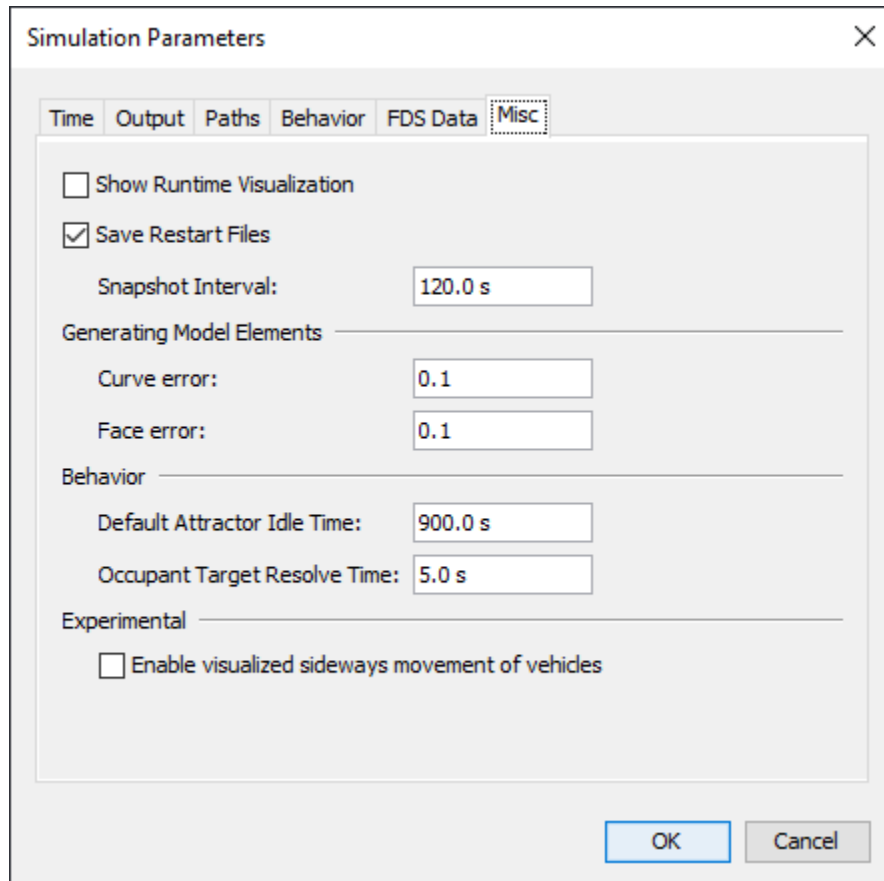 Simulation Parameters
Time Output Paths Behavior FDS Data Misc
Show Runtime Visualization
Save Restart Files
Snapshot Interval: 120.0 s
Generating Model Elements
Curve error: 0.1
Face error: 0.1
Behavior
Default Attractor Idle Time: 900.0 s
Occupant Target Resolve Time: 5.0 s
Experimental
Enable visualized sideways movement of vehicles
OK Cancel